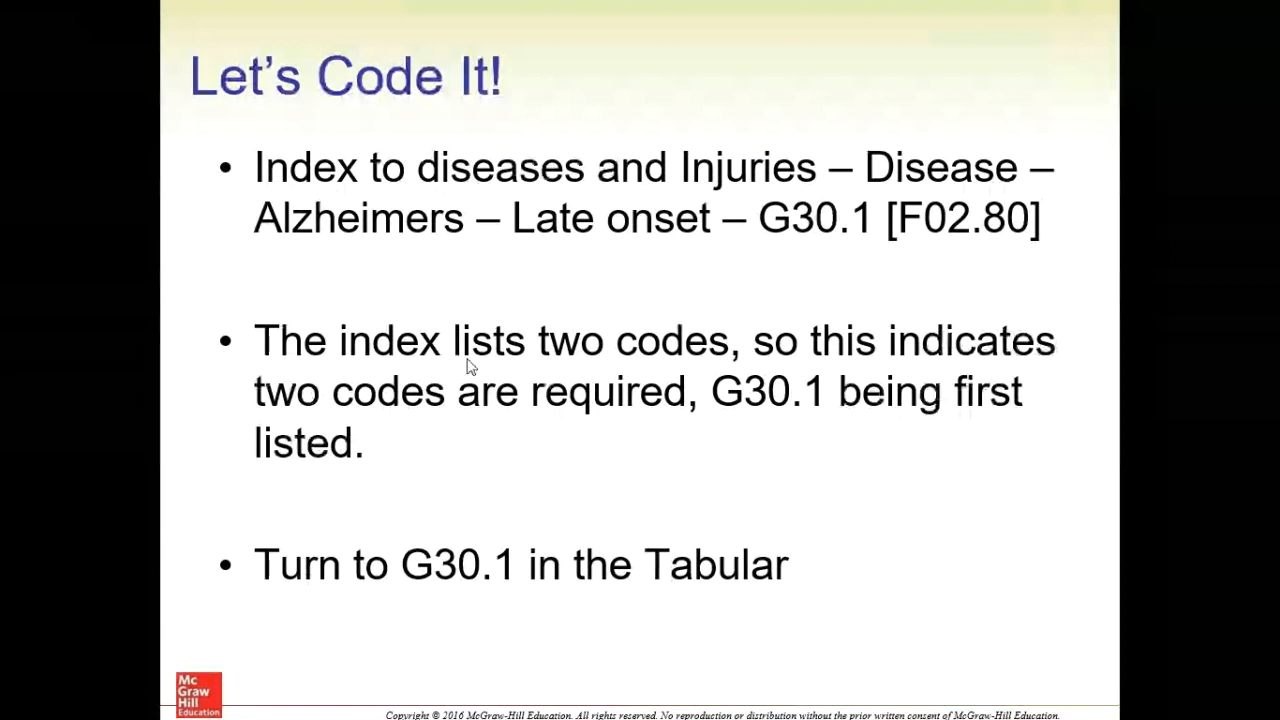 Let’s Code It!
• Index to diseases and Injuries – Disease –
Alzheimers – Late onset – G30.1 [F02.80]
• The index lists two codes, so this indicates
two codes are required, G30.1 being first
listed.
• Turn to G30.1 in the Tabular
Mc
Graw
Hill
Education
Copyright © 2016 McGraw-Hill Education. All rights reserved. No reproduction or distribution without the prior written consent of McGraw-Hill Education.